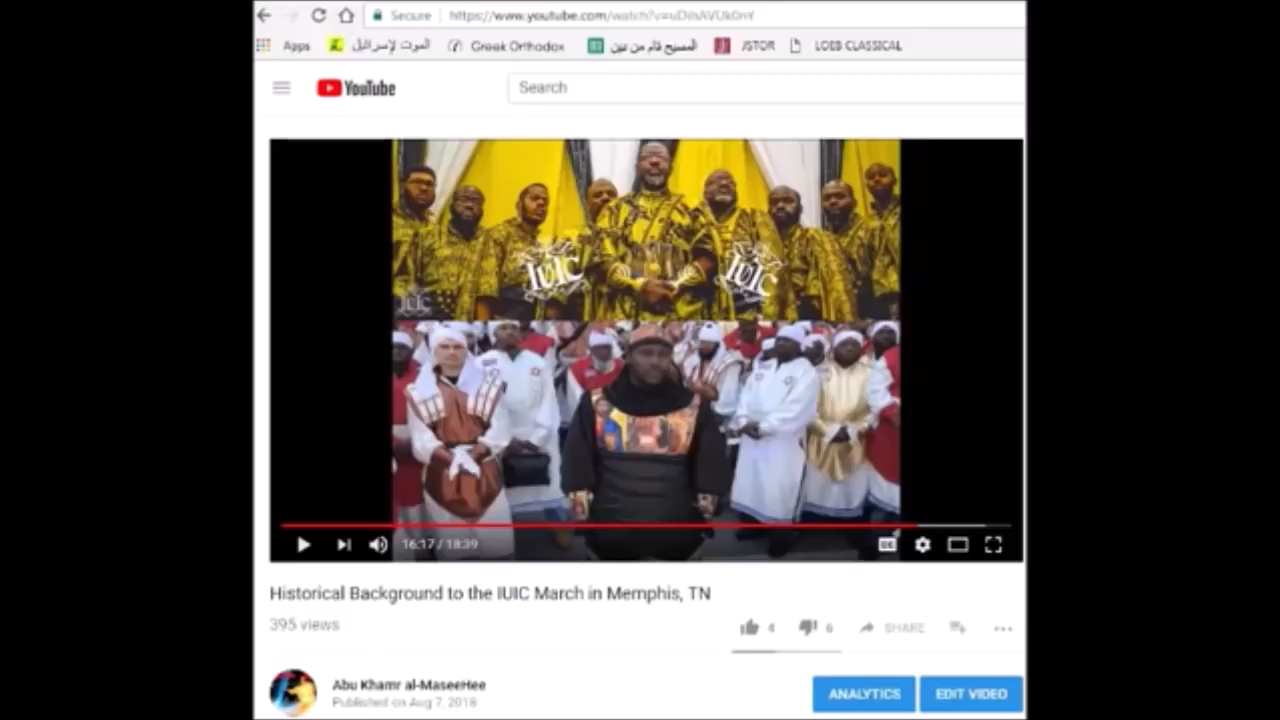 Secure https://www.youtube.com/watch?v=
Apps الموت لإسرائيل Greek Orthodox المسيح قام من بين JSTOR LOEB CLASSICAL
YouTube
Search
IUIC IUIC
IUIC
16:17 / 18:39
CC
Historical Background to the IUIC March in Memphis, TN
395 views
4 6 SHARE
Abu Khamr al-MaseeHee
Published on Aug 7, 2018
ANALYTICS EDIT VIDEO